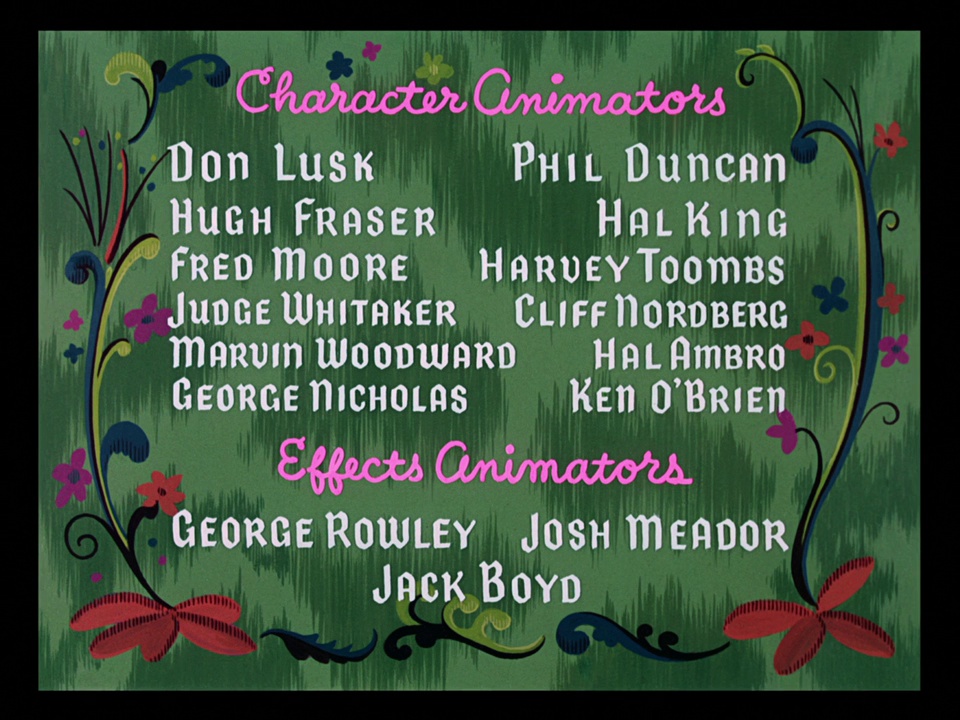 Character Animators
Don Lusk Phil Duncan
Hugh Fraser Hal King
Fred Moore Harvey Toombs
Judge Whitaker Cliff Nordberg
Marvin Woodward Hal Ambro
George Nicholas Ken O'Brien
Effects Animators
George Rowley Josh Meador
Jack Boyd